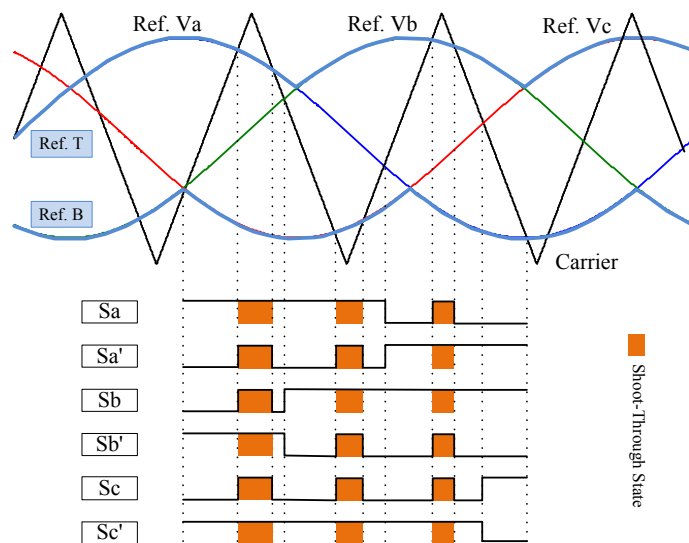 Ref. Va
Ref. Vb
Ref. Vc
Ref. T
Ref. B
Carrier
Sa
Sa'
Sb
Sb'
Sc
Sc'
Shoot-Through State